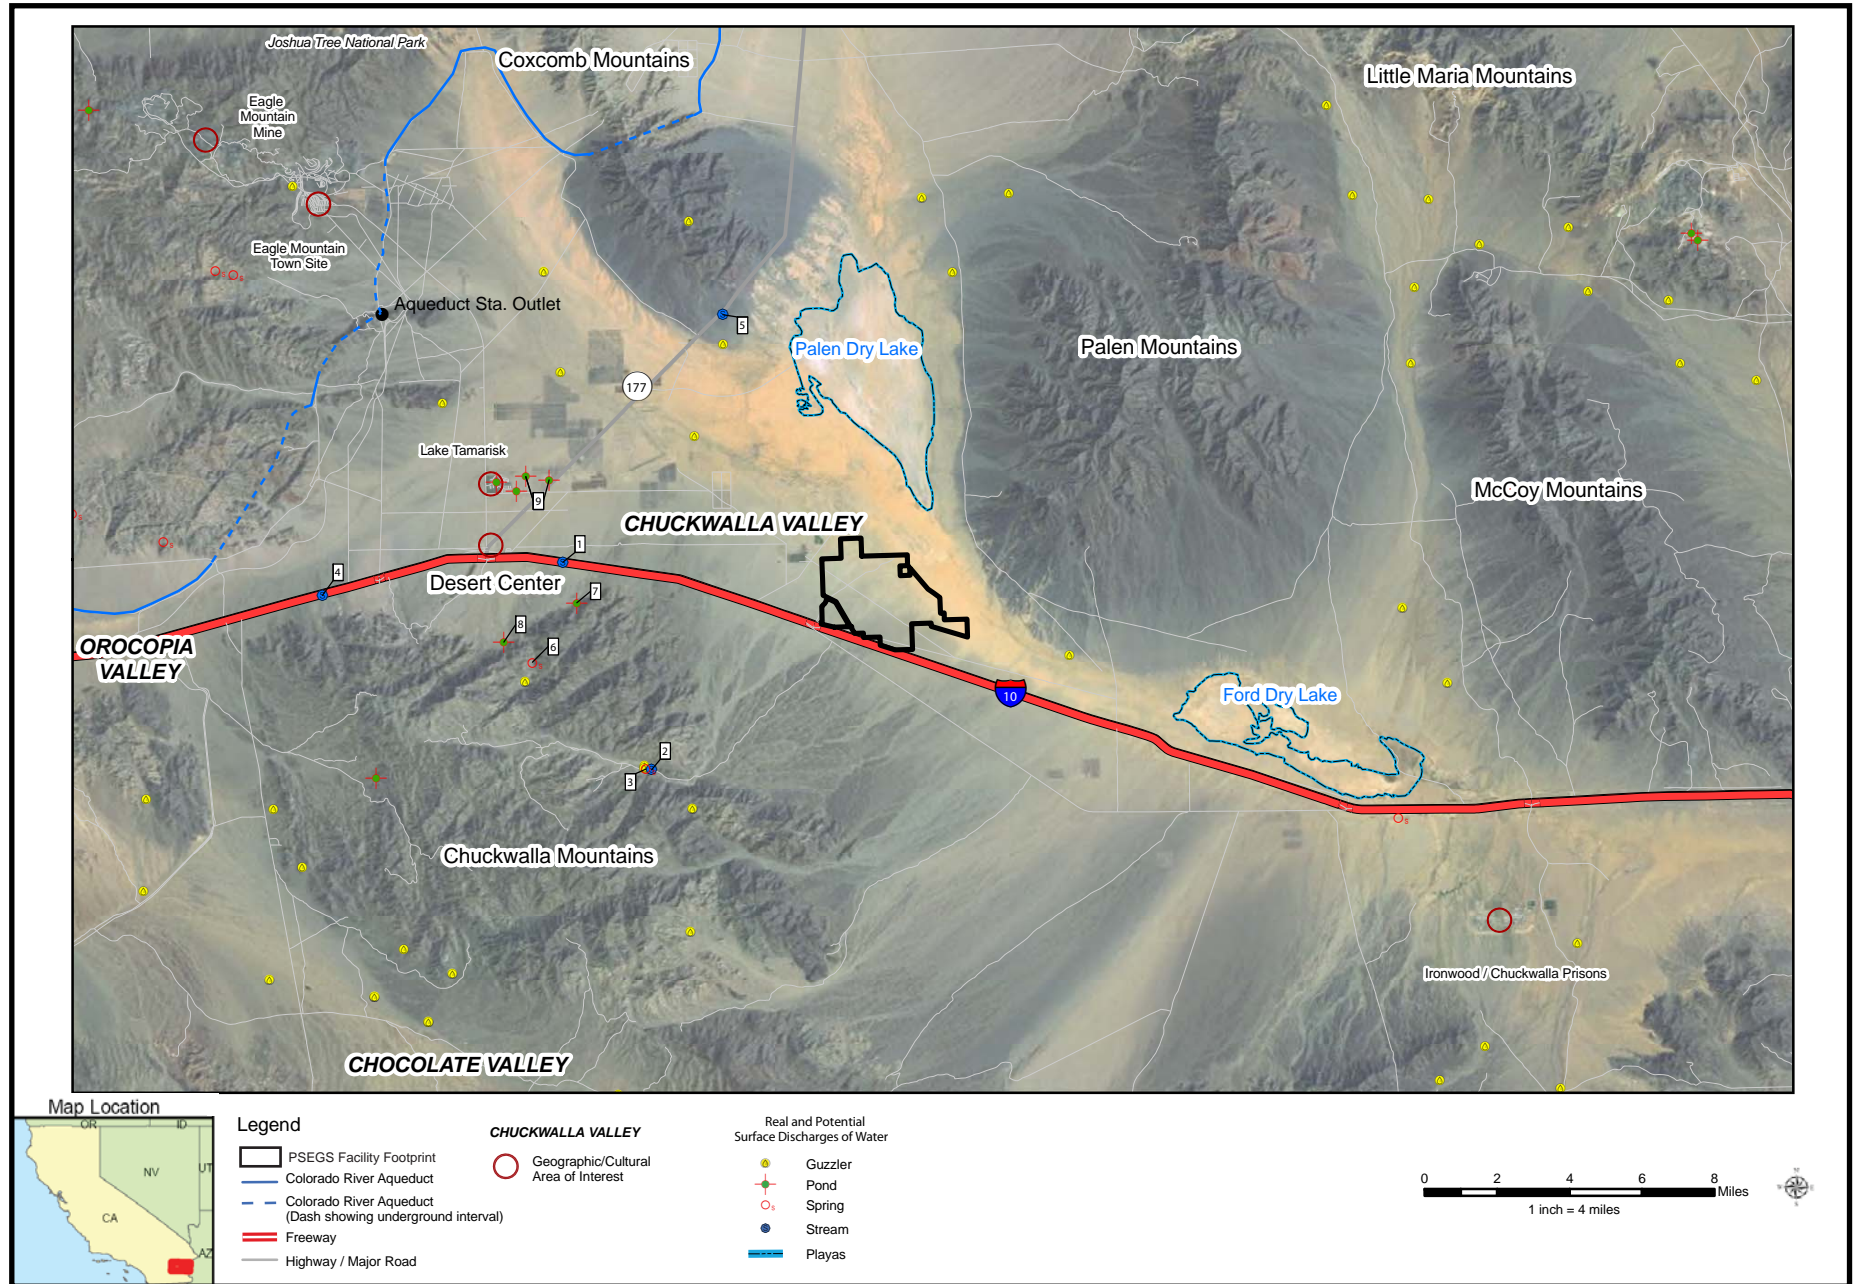 Joshua Tree National Park
Coxcomb Mountains
Little Maria Mountains
Eagle
Mountain
Mine
Eagle Mountain
Town Site
Aqueduct Sta. Outlet
5
Palen Dry Lake
Palen Mountains
177
Lake Tamarisk
9
McCoy Mountains
CHUCKWALLA VALLEY
1
4
Desert Center
7
8
6
OROCOPIA
VALLEY
10
Ford Dry Lake
2
3
Chuckwalla Mountains
Ironwood / Chuckwalla Prisons
CHOCOLATE VALLEY
Map Location
OR
ID
NV
UT
CA
AZ
Legend
PSEGS Facility Footprint
Colorado River Aqueduct
Colorado River Aqueduct
(Dash showing underground interval)
Freeway
Highway / Major Road
CHUCKWALLA VALLEY
Geographic/Cultural
Area of Interest
Real and Potential
Surface Discharges of Water
Guzzler
Pond
S Spring
Stream
Playas
0 2 4 6 8
Miles
1 inch = 4 miles